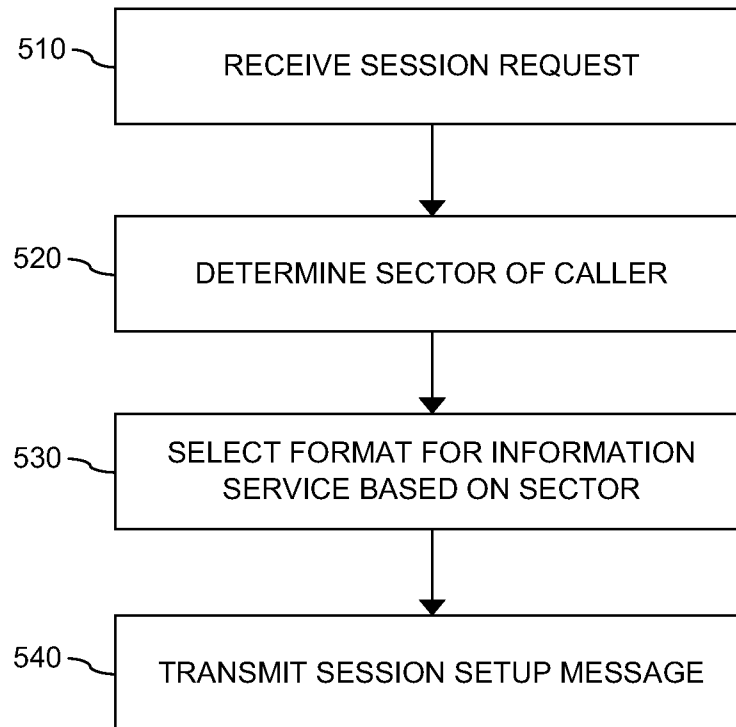 510
RECEIVE SESSION REQUEST
520
DETERMINE SECTOR OF CALLER
530
SELECT FORMAT FOR INFORMATION
SERVICE BASED ON SECTOR
540
TRANSMIT SESSION SETUP MESSAGE